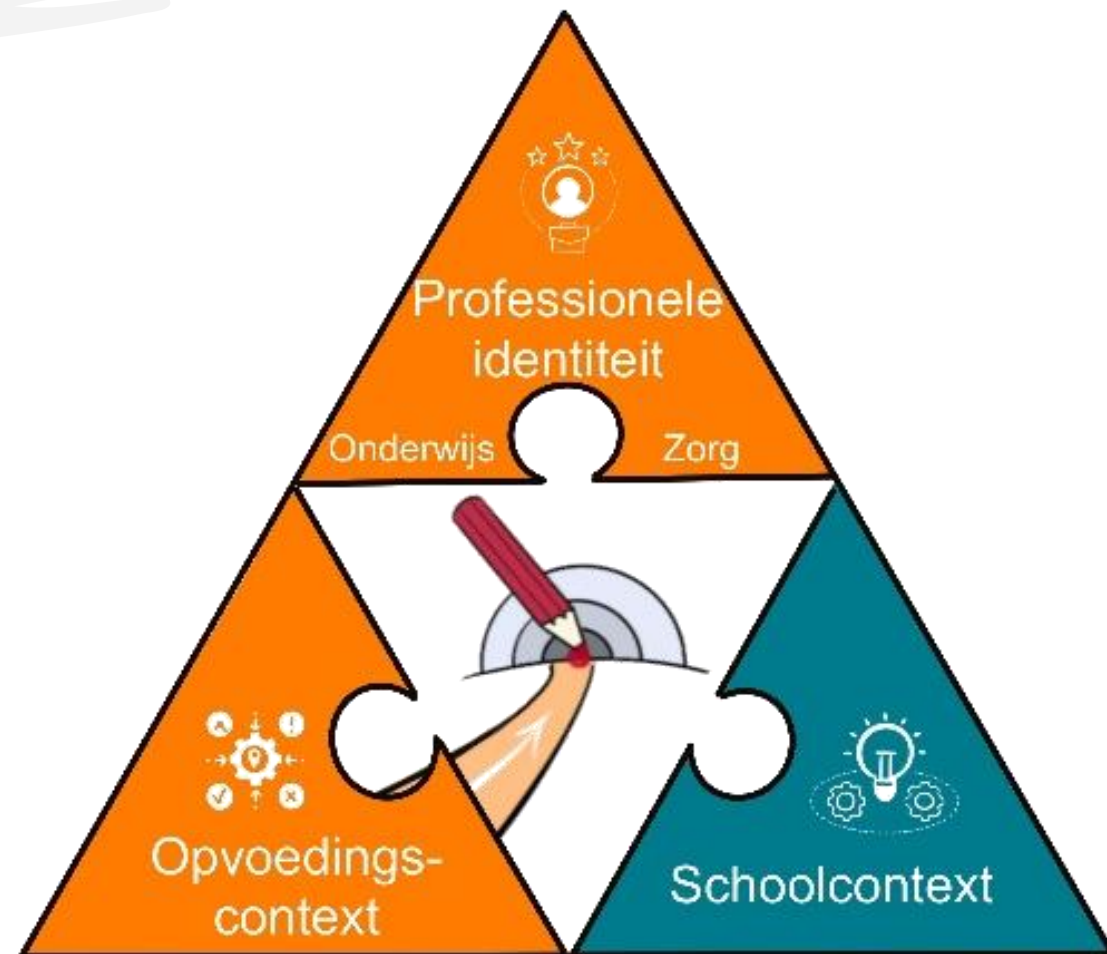 Professionele
identiteit
Onderwijs
Zorg
Opvoedings-
context
Schoolcontext